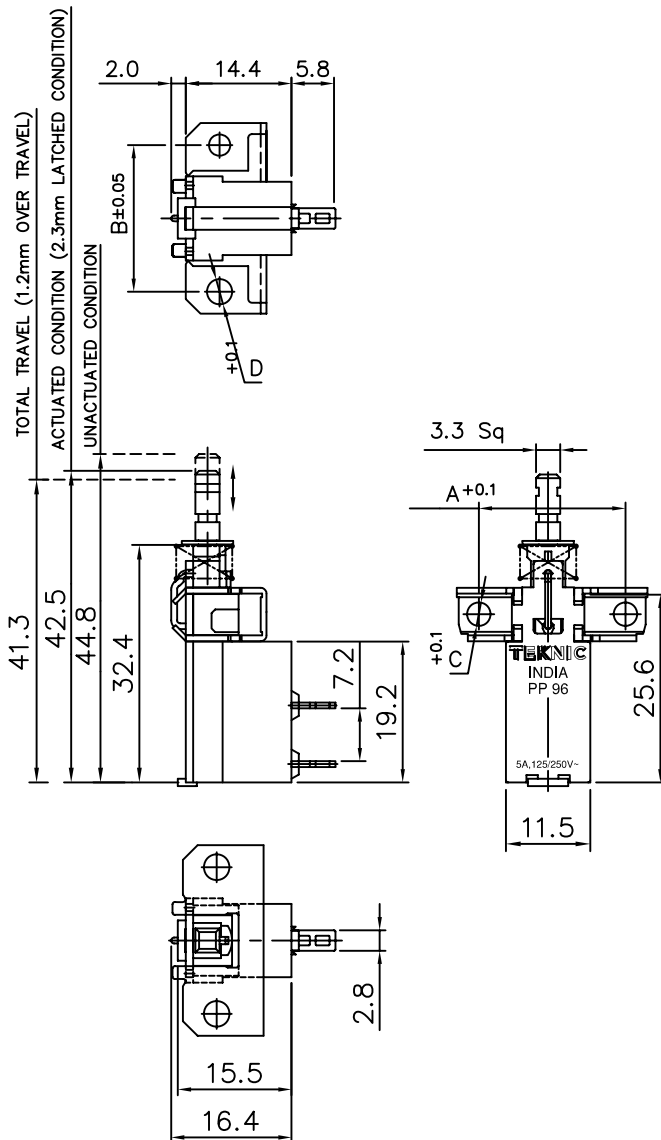 2.0
14.4
5.8
TOTAL TRAVEL (1.2mm OVER TRAVEL)
ACTUATED CONDITION (2.3mm LATCHED CONDITION)
UNACTUATED CONDITION
B±0.05
+0.1 D
3.3 Sq
A+0.1
41.3
42.5
44.8
32.4
7.2
19.2
+0.1 C
TEKNIC
INDIA
PP 96
5A,125/250V~
25.6
11.5
2.8
15.5
16.4